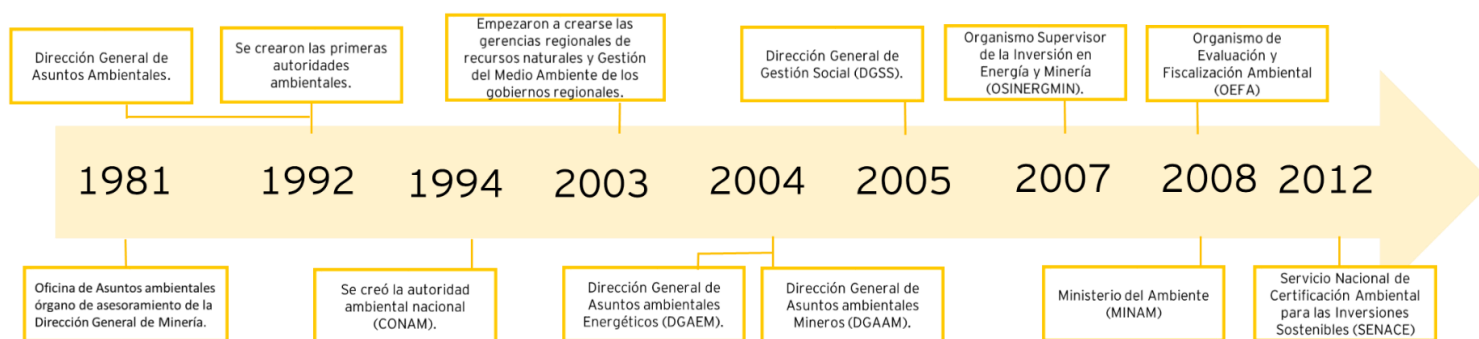 Dirección General de
Asuntos Ambientales.
Se crearon las primeras
autoridades
ambientales.
Empezaron a crearse las
gerencias regionales de
recursos naturales y Gestión
del Medio Ambiente de los
gobiernos regionales.
Dirección General de
Gestión Social (DGSS).
Organismo Supervisor
de la Inversión en
Energía y Minería
(OSINERGMIN).
Organismo de
Evaluación y
Fiscalización Ambiental
(OEFA)
1981
1992
1994
2003
2004
2005
2007
2008
2012
Oficina de Asuntos ambientales
órgano de asesoramiento de la
Dirección General de Minería.
Se creó la autoridad
ambiental nacional
(CONAM).
Dirección General de
Asuntos ambientales
Energéticos (DGAEM).
Dirección General de
Asuntos ambientales
Mineros (DGAAM).
Ministerio del Ambiente
(MINAM)
Servicio Nacional de
Certificación Ambiental
para las Inversiones
Sostenibles (SENACE)